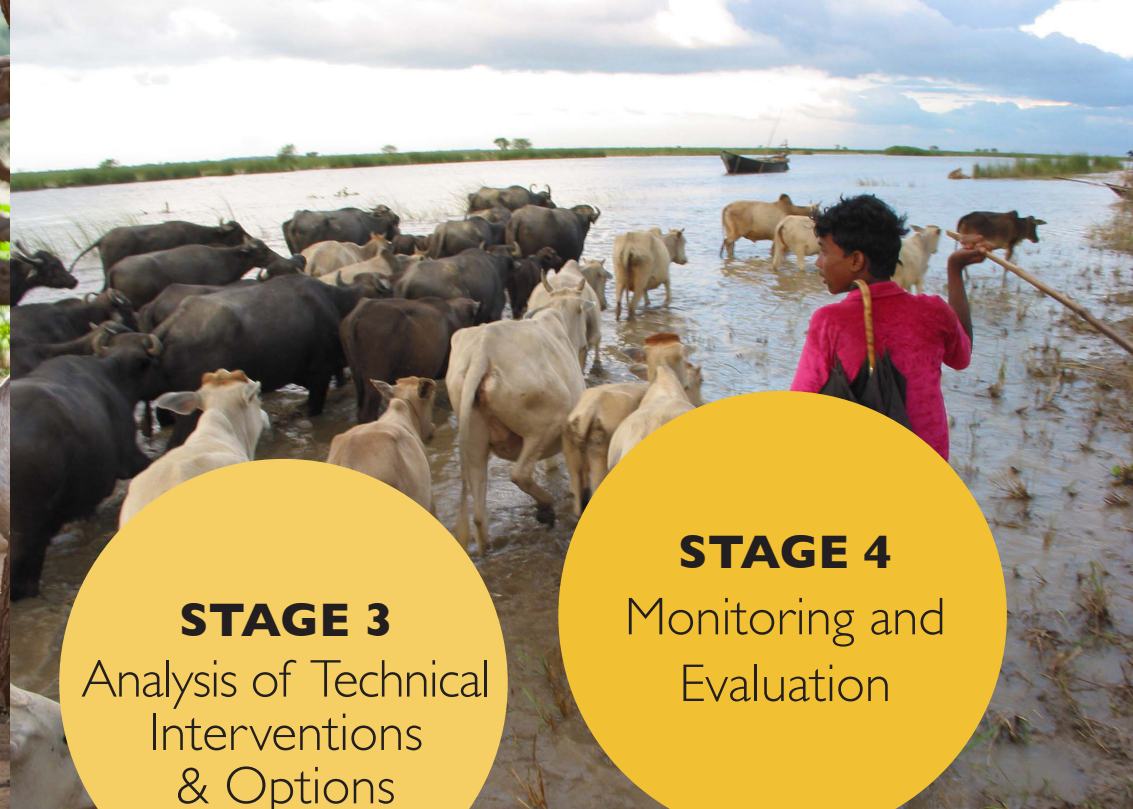 STAGE 3
Analysis of Technical
Interventions
& Options
STAGE 4
Monitoring and
Evaluation